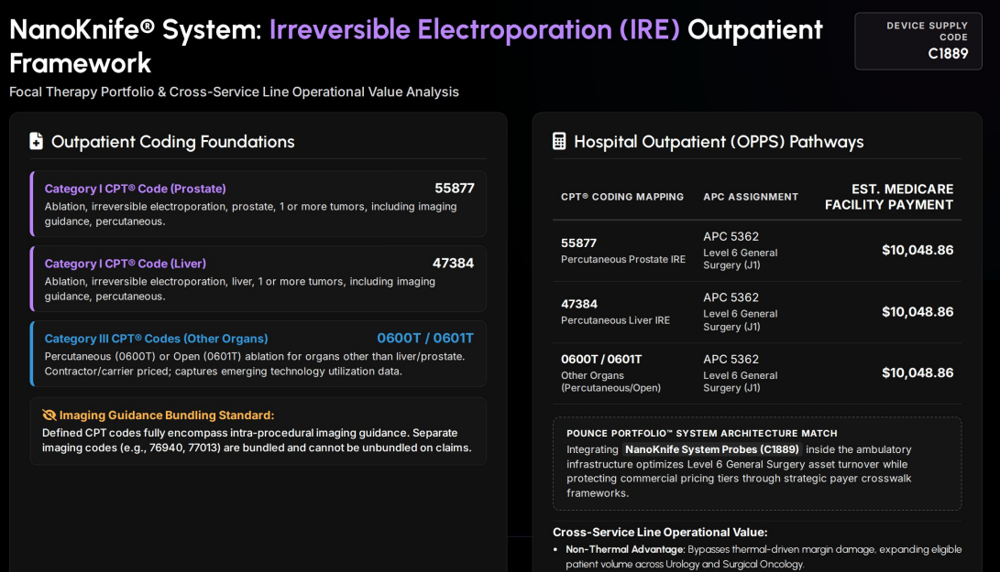 NanoKnife® System: Irreversible Electroporation (IRE) Outpatient
Framework
Focal Therapy Portfolio & Cross-Service Line Operational Value Analysis
DEVICE SUPPLY
CODE
C1889
Outpatient Coding Foundations
Category I CPT® Code (Prostate)
55877
Ablation, irreversible electroporation, prostate, 1 or more tumors, including imaging
guidance, percutaneous.
Category I CPT® Code (Liver)
47384
Ablation, irreversible electroporation, liver, 1 or more tumors, including imaging
guidance, percutaneous.
Category III CPT® Codes (Other Organs)
0600T / 0601T
Percutaneous (0600T) or Open (0601T) ablation for organs other than liver/prostate.
Contractor/carrier priced; captures emerging technology utilization data.
Imaging Guidance Bundling Standard:
Defined CPT codes fully encompass intra-procedural imaging guidance. Separate
imaging codes (e.g., 76940, 77013) are bundled and cannot be unbundled on claims.
Hospital Outpatient (OPPS) Pathways
CPT® CODING MAPPING
APC ASSIGNMENT
EST. MEDICARE
FACILITY PAYMENT
55877
Percutaneous Prostate IRE
APC 5362
Level 6 General
Surgery (J1)
$10,048.86
47384
Percutaneous Liver IRE
APC 5362
Level 6 General
Surgery (J1)
$10,048.86
0600T / 0601T
Other Organs
(Percutaneous/Open)
APC 5362
Level 6 General
Surgery (J1)
$10,048.86
POUNCE PORTFOLIO™ SYSTEM ARCHITECTURE MATCH
Integrating NanoKnife System Probes (C1889) inside the ambulatory
infrastructure optimizes Level 6 General Surgery asset turnover while
protecting commercial pricing tiers through strategic payer crosswalk
frameworks.
Cross-Service Line Operational Value:
• Non-Thermal Advantage: Bypasses thermal-driven margin damage, expanding eligible
patient volume across Urology and Surgical Oncology.